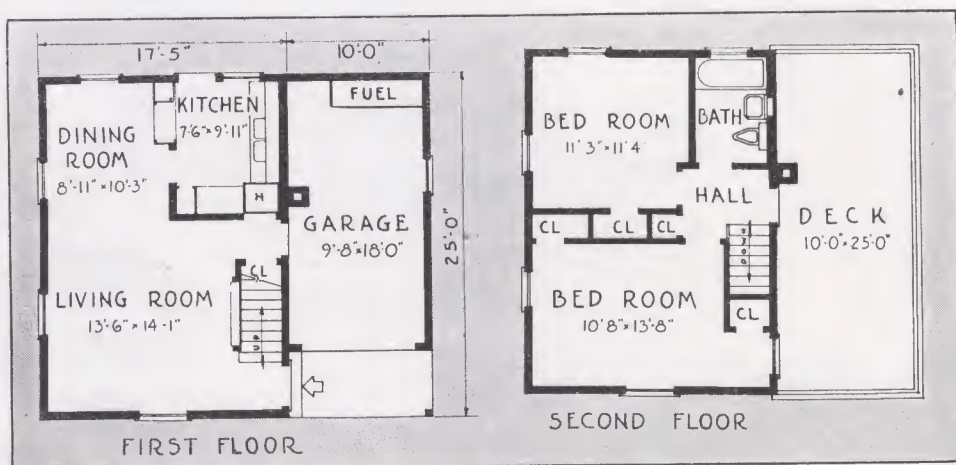 17'-5"
10'-0"
FUEL
KITCHEN
7'-6"×9'-11"
DINING
ROOM
8'-11"×10'-3"
H
GARAGE
9'-8"×18'-0"
25'-0"
CL
LIVING ROOM
13'-6"×14'-1"
UP
FIRST FLOOR
BED ROOM
11'3"×11'4
BATH
HALL
DECK
10'-0"×25'-0"
CL
CL
CL
DOWN
BED ROOM
10'8"×13'-8"
CL
SECOND FLOOR